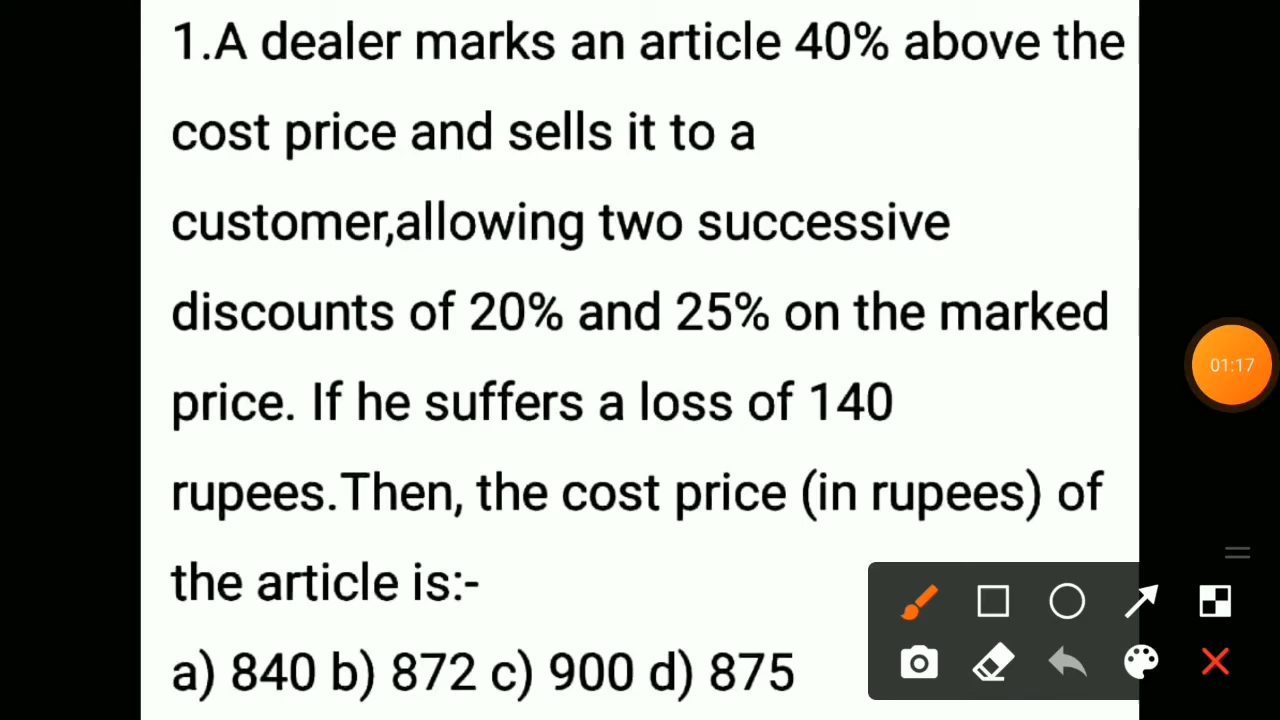 1.A dealer marks an article 40% above the
cost price and sells it to a
customer,allowing two successive
discounts of 20% and 25% on the marked
price. If he suffers a loss of 140
rupees.Then, the cost price (in rupees) of
the article is:-
a) 840 b) 872 c) 900 d) 875
01:17